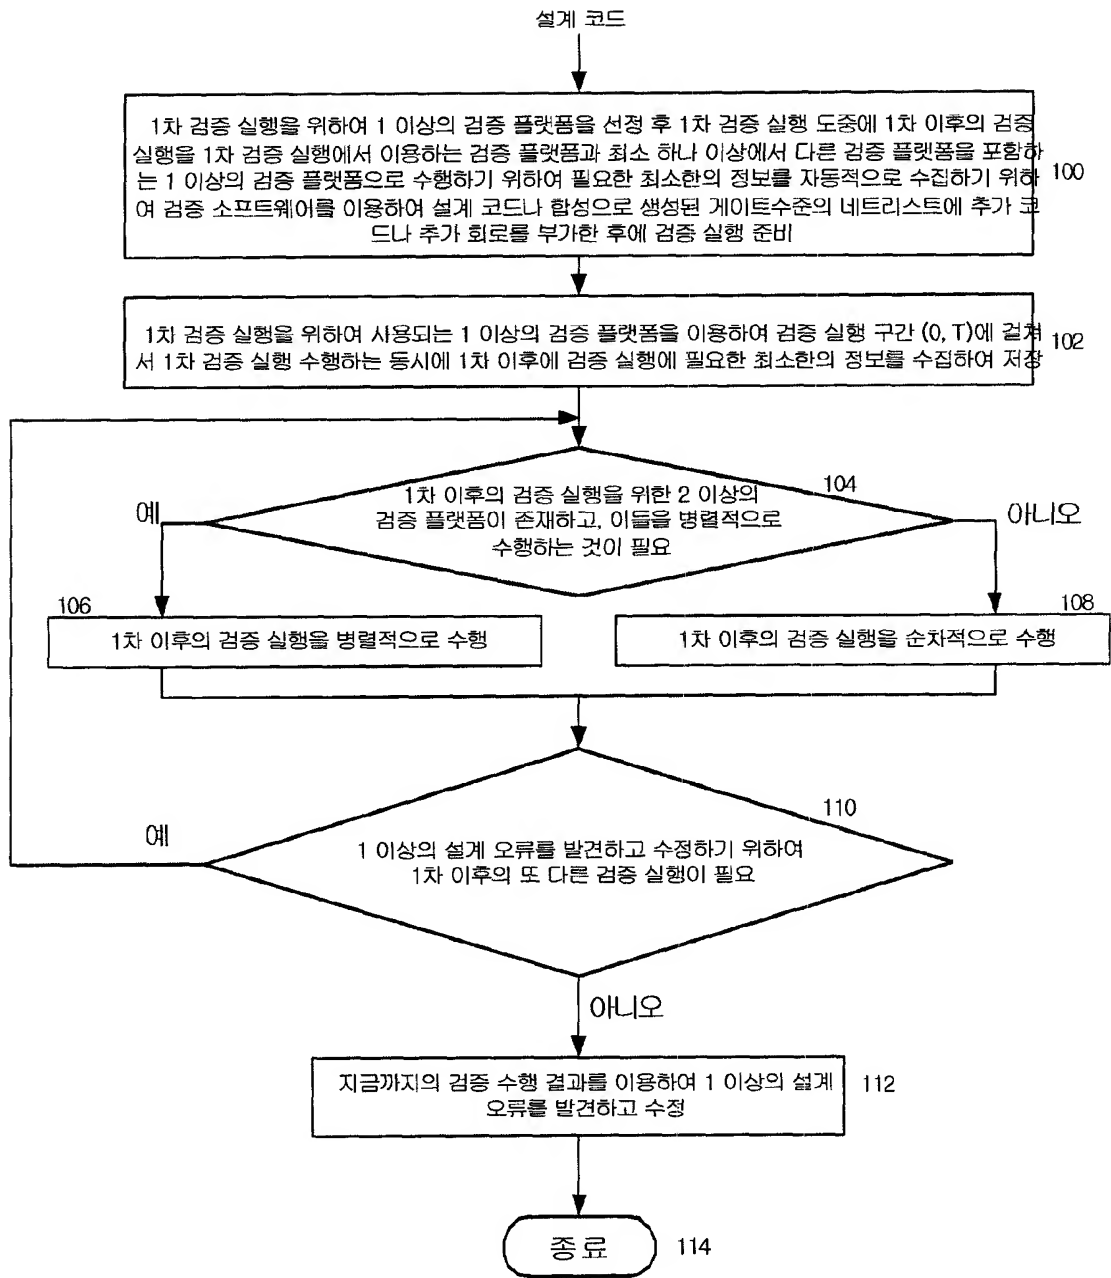 설계 코드
1차 검증 실행을 위하여 1 이상의 검증 플랫폼을 선정 후 1차 검증 실행 도중에 1차 이후의 검증
실행을 1차 검증 실행에서 이용하는 검증 플랫폼과 최소 하나 이상에서 다른 검증 플랫폼을 포함하
는 1 이상의 검증 플랫폼으로 수행하기 위하여 필요한 최소한의 정보를 자동적으로 수집하기 위하
여 검증 소프트웨어를 이용하여 설계 코드나 합성으로 생성된 게이트수준의 네트리스트에 추가 코
드나 추가 회로를 부가한 후에 검증 실행 준비
100
1차 검증 실행을 위하여 사용되는 1 이상의 검증 플랫폼을 이용하여 검증 실행 구간 (0, T)에 걸쳐
서 1차 검증 실행 수행하는 동시에 1차 이후에 검증 실행에 필요한 최소한의 정보를 수집하여 저장
102
1차 이후의 검증 실행을 위한 2 이상의
검증 플랫폼이 존재하고, 이들을 병렬적으로
수행하는 것이 필요
104
예
아니오
106
1차 이후의 검증 실행을 병렬적으로 수행
108
1차 이후의 검증 실행을 순차적으로 수행
110
예
1 이상의 설계 오류를 발견하고 수정하기 위하여
1차 이후의 또 다른 검증 실행이 필요
아니오
지금까지의 검증 수행 결과를 이용하여 1 이상의 설계
오류를 발견하고 수정
112
종료
114